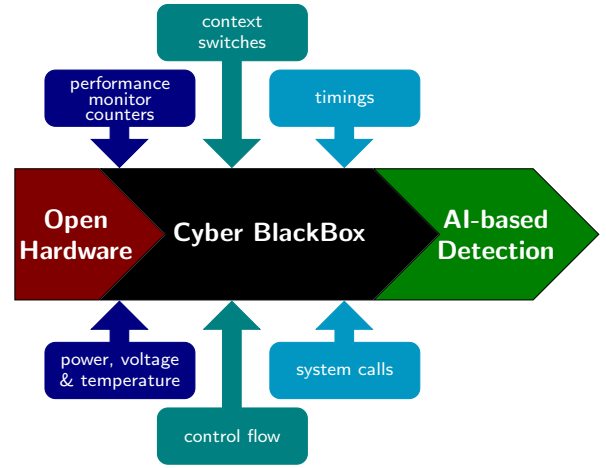 context
switches
performance
monitor
counters
timings
Open
Hardware
Cyber BlackBox
AI-based
Detection
power, voltage
& temperature
system calls
control flow